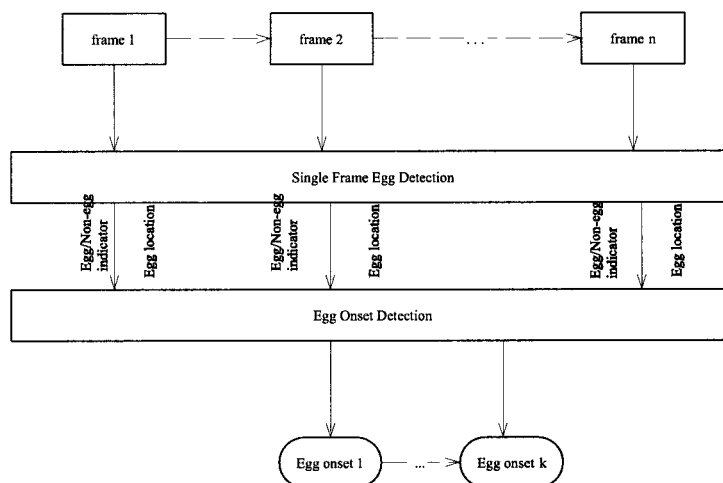 frame 1
frame 2
...
frame n
Single Frame Egg Detection
Egg/Non-egg
indicator
Egg location
Egg/Non-egg
indicator
Egg location
Egg/Non-egg
indicator
Egg location
Egg Onset Detection
Egg onset 1
...
Egg onset k